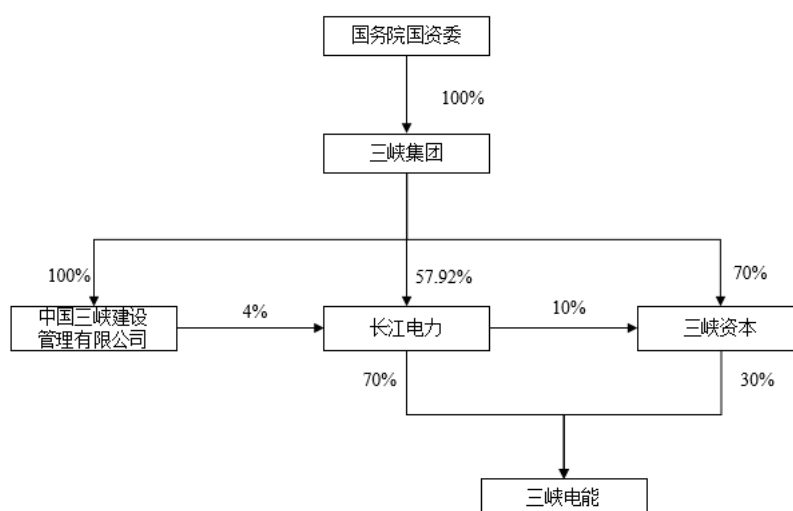 国务院国资委
100%
三峡集团
100%
57.92%
70%
中国三峡建设
管理有限公司
4%
长江电力
10%
三峡资本
70%
30%
三峡电能